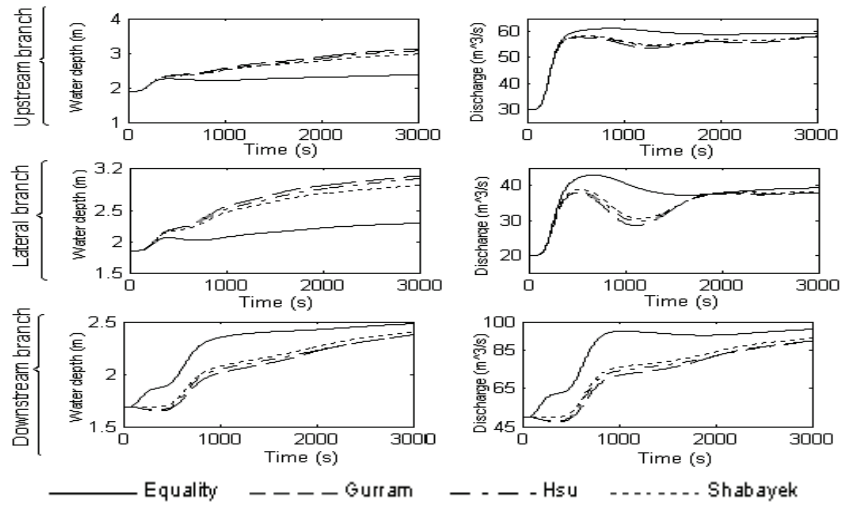 Upstream branch
Water depth (m)
4
3
2
1
0 1000 2000 3000
Time (s)
Discharge (m^3/s)
60
50
40
30
0 1000 2000 3000
Time (s)
Lateral branch
Water depth (m)
3.2
2.5
2
1.5
0 1000 2000 3000
Time (s)
Discharge (m^3/s)
40
30
20
0 1000 2000 3000
Time (s)
Downstream branch
Water depth (m)
2.5
2
1.5
0 1000 2000 3000
Time (s)
Discharge (m^3/s)
100
85
65
45
0 1000 2000 3000
Time (s)
Equality Gurram Hsu Shabayek